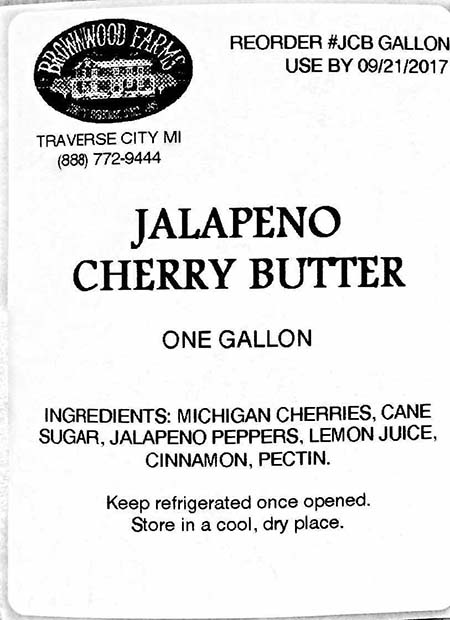 BROWNWOOD FARMS
REORDER #JCB GALLON
USE BY 09/21/2017
TRAVERSE CITY MI
(888) 772-9444
JALAPENO
CHERRY BUTTER
ONE GALLON
INGREDIENTS: MICHIGAN CHERRIES, CANE
SUGAR, JALAPENO PEPPERS, LEMON JUICE,
CINNAMON, PECTIN.
Keep refrigerated once opened.
Store in a cool, dry place.